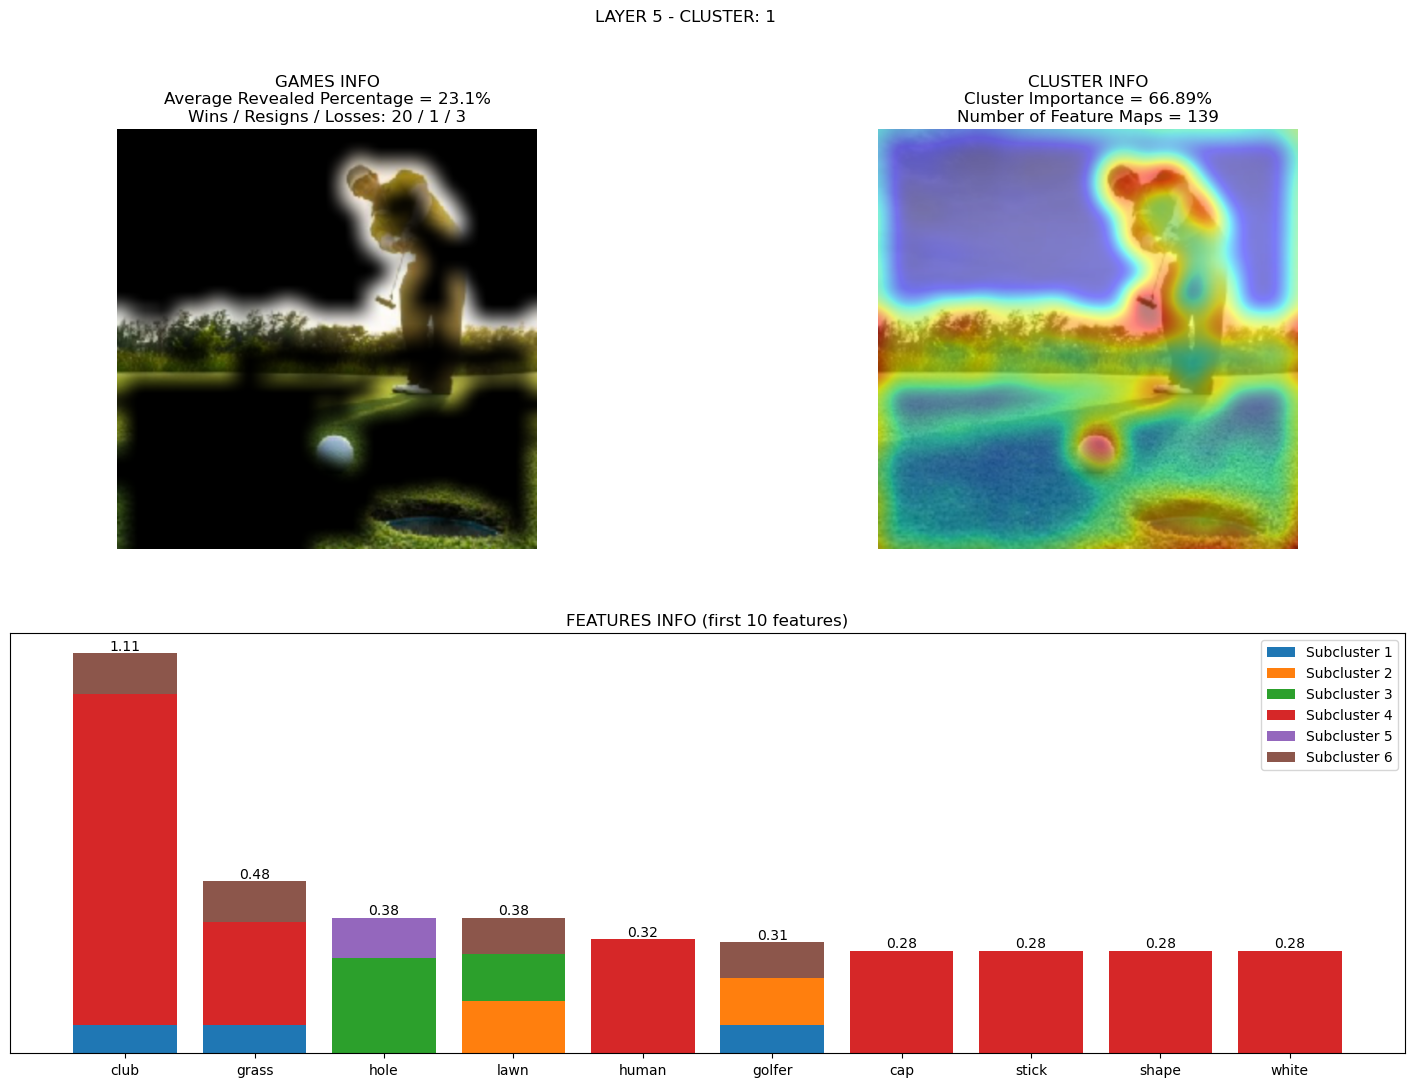 LAYER 5 - CLUSTER: 1
GAMES INFO
Average Revealed Percentage = 23.1%
Wins / Resigns / Losses: 20 / 1 / 3
CLUSTER INFO
Cluster Importance = 66.89%
Number of Feature Maps = 139
FEATURES INFO (first 10 features)
1.11
0.48
0.38
0.38
0.32
0.31
0.28
0.28
0.28
0.28
Subcluster 1
Subcluster 2
Subcluster 3
Subcluster 4
Subcluster 5
Subcluster 6
club
grass
hole
lawn
human
golfer
cap
stick
shape
white